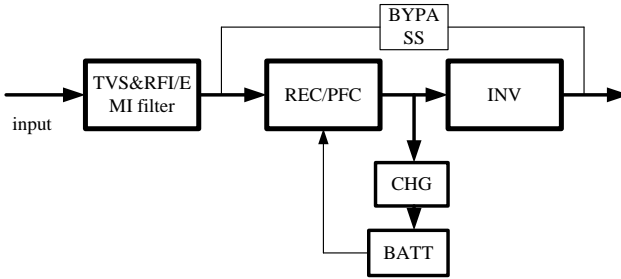 BYPA
SS
TVS&RFI/E
MI filter
REC/PFC
INV
input
CHG
BATT